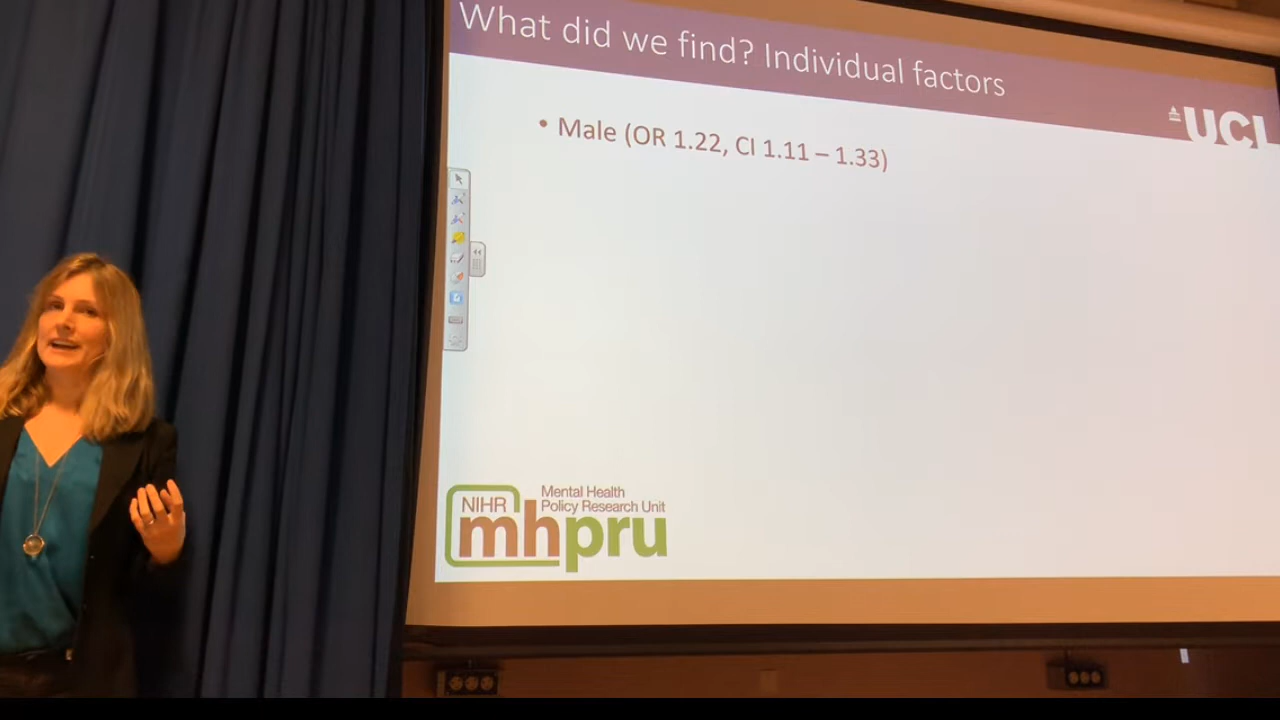 What did we find? Individual factors
UCL
• Male (OR 1.22, CI 1.11 – 1.33)
NIHR
Mental Health
Policy Research Unit
mhpru